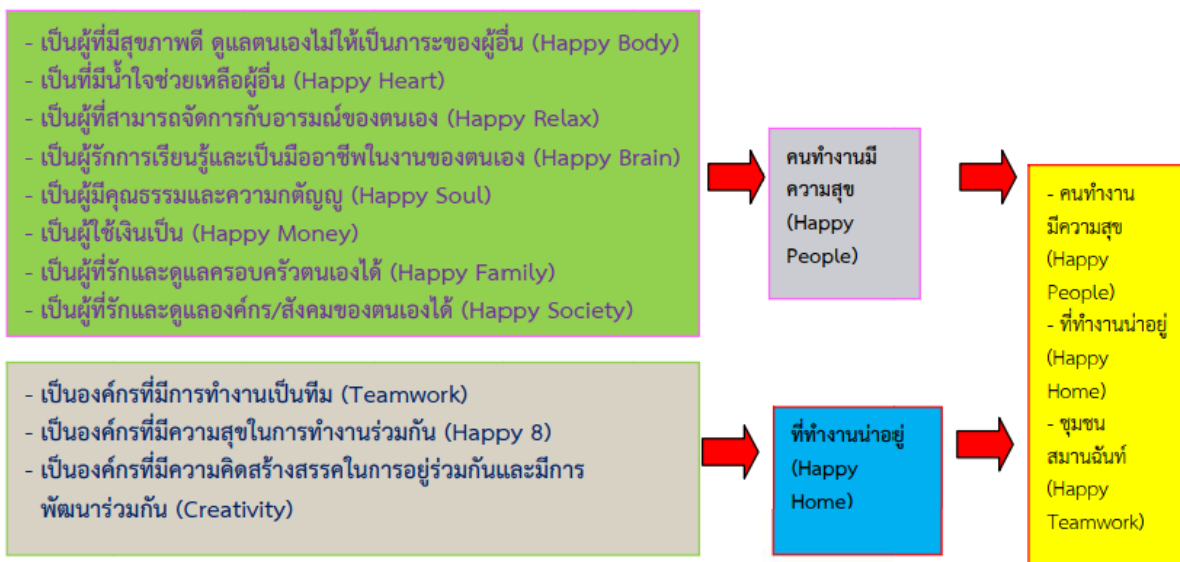 - เป็นผู้ที่มีสุขภาพดี ดูแลตนเองไม่ให้เป็นภาระของผู้อื่น (Happy Body)
- เป็นที่มีน้ำใจช่วยเหลือผู้อื่น (Happy Heart)
- เป็นผู้ที่สามารถจัดการกับอารมณ์ของตนเอง (Happy Relax)
- เป็นผู้รักการเรียนรู้และเป็นมืออาชีพในงานของตนเอง (Happy Brain)
- เป็นผู้มีคุณธรรมและความกตัญญู (Happy Soul)
- เป็นผู้ใช้เงินเป็น (Happy Money)
- เป็นผู้ที่รักและดูแลครอบครัวตนเองได้ (Happy Family)
- เป็นผู้ที่รักและดูแลองค์กร/สังคมของตนเองได้ (Happy Society)
คนทำงานมี
ความสุข
(Happy
People)
- เป็นองค์กรที่มีการทำงานเป็นทีม (Teamwork)
- เป็นองค์กรที่มีความสุขในการทำงานร่วมกัน (Happy 8)
- เป็นองค์กรที่มีความคิดสร้างสรรคในการอยู่ร่วมกันและมีการ
พัฒนาร่วมกัน (Creativity)
ที่ทำงานน่าอยู่
(Happy
Home)
- คนทำงาน
มีความสุข
(Happy
People)
- ที่ทำงานน่าอยู่
(Happy
Home)
- ชุมชน
สมานฉันท์
(Happy
Teamwork)